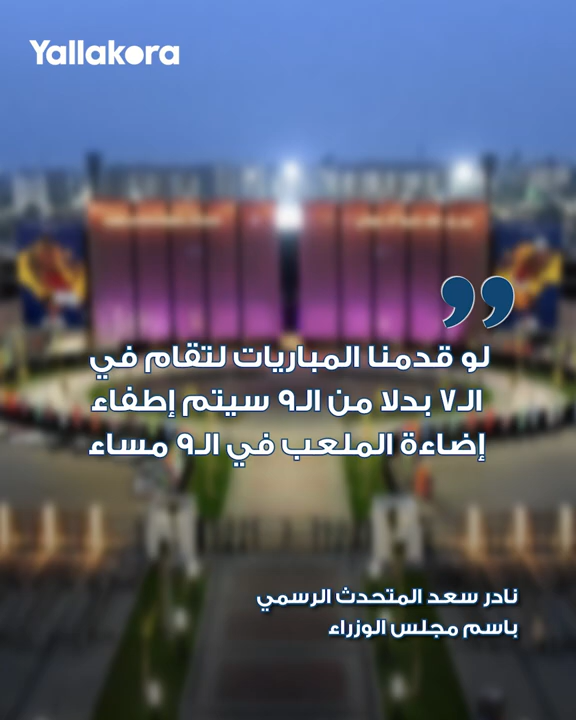 Yallakora
لو قدمنا المباريات لتقام في
الـ٧ بدلا من الـ٩ سيتم إطفاء
إضاءة الملعب في الـ٩ مساء
نادر سعد المتحدث الرسمي
باسم مجلس الوزراء